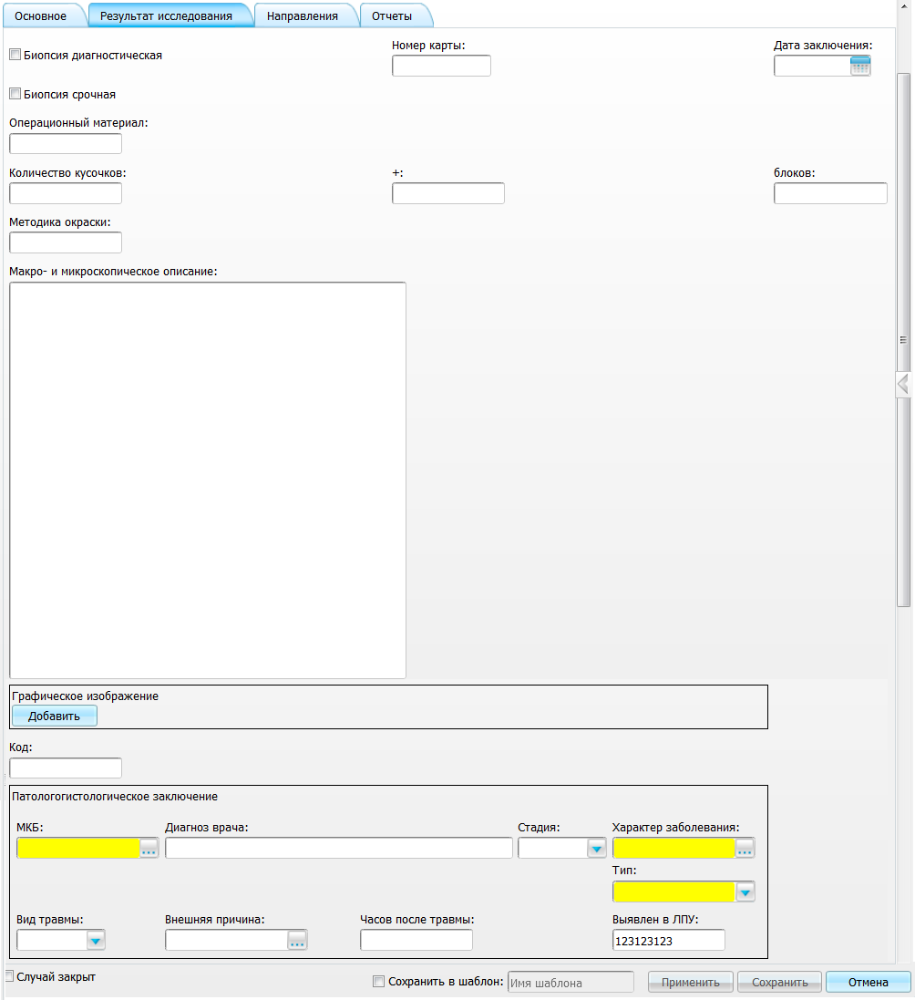 Основное Результат исследования Направления Отчеты
Биопсия диагностическая Номер карты: Дата заключения:
Биопсия срочная
Операционный материал:
Количество кусочков: +: блоков:
Методика окраски:
Макро- и микроскопическое описание:
Графическое изображение
Добавить
Код:
Патологогистологическое заключение
МКБ: Диагноз врача: Стадия: Характер заболевания:
Тип:
Вид травмы: Внешняя причина: Часов после травмы: Выявлен в ЛПУ:
123123123
Случай закрыт Сохранить в шаблон: Имя шаблона Применить Сохранить Отмена